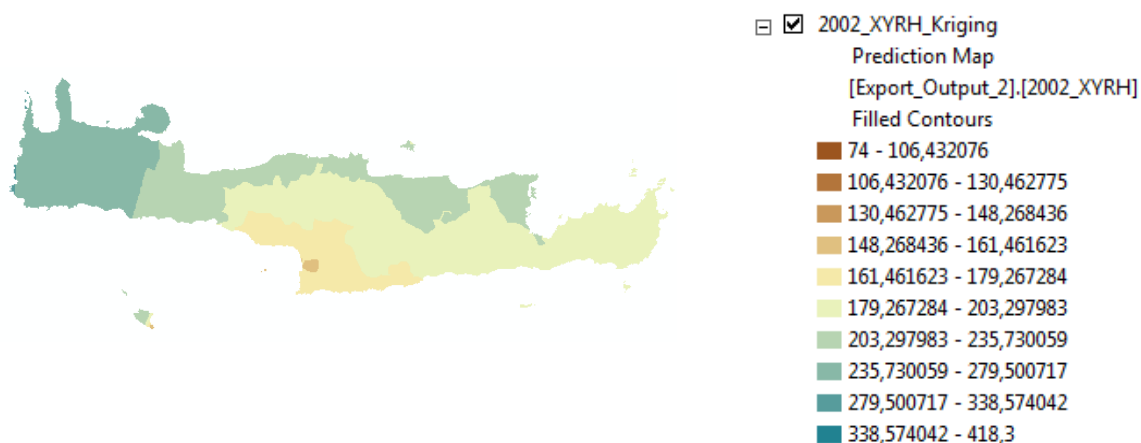 2002_XYRH_Kriging
Prediction Map
[Export_Output_2].[2002_XYRH]
Filled Contours
74 - 106,432076
106,432076 - 130,462775
130,462775 - 148,268436
148,268436 - 161,461623
161,461623 - 179,267284
179,267284 - 203,297983
203,297983 - 235,730059
235,730059 - 279,500717
279,500717 - 338,574042
338,574042 - 418,3